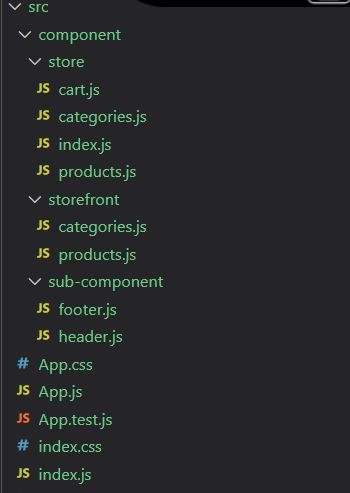 src
component
store
JS cart.js
JS categories.js
JS index.js
JS products.js
storefront
JS categories.js
JS products.js
sub-component
JS footer.js
JS header.js
# App.css
JS App.js
JS App.test.js
# index.css
JS index.js